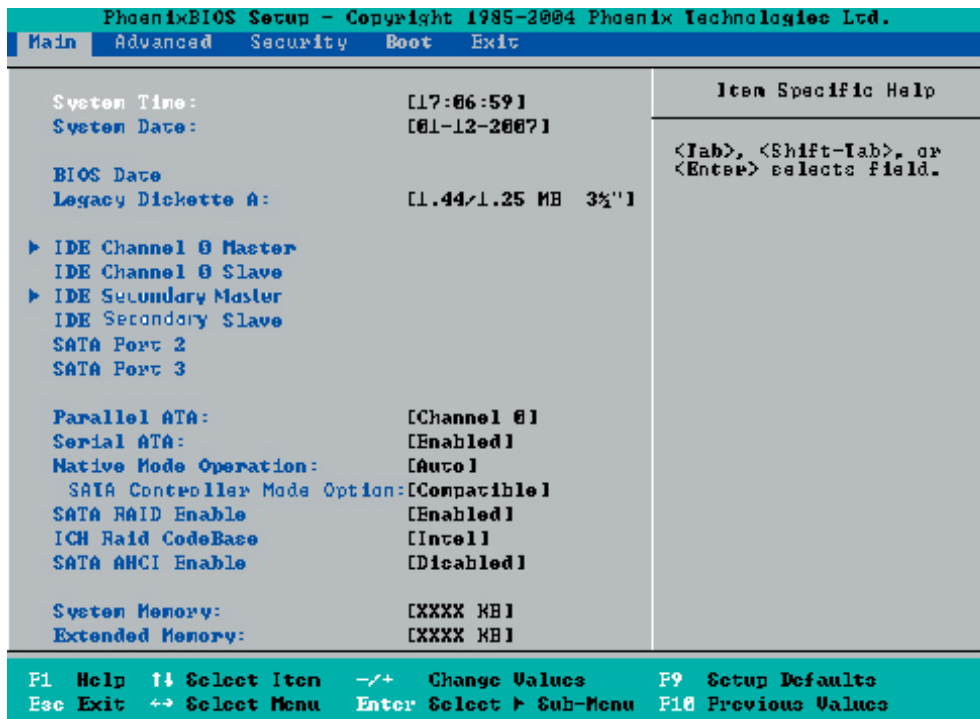 PhoenixBIOS Setup - Copyright 1985-2004 Phoenix Technologies Ltd.
Main Advanced Security Boot Exit
Item Specific Help
System Time: [17:06:59]
System Date: [01-12-2007]
<Tab>, <Shift-Tab>, or
<Enter> selects field.
BIOS Date
Legacy Diskette A: [1.44/1.25 MB 3½"]
▶ IDE Channel 0 Master
IDE Channel 0 Slave
▶ IDE Secondary Master
IDE Secondary Slave
SATA Port 2
SATA Port 3
Parallel ATA: [Channel 0]
Serial ATA: [Enabled]
Native Mode Operation: [Auto]
SATA Controller Mode Option: [Compatible]
SATA RAID Enable [Enabled]
ICH Raid CodeBase [Intel]
SATA AHCI Enable [Disabled]
System Memory: [XXXX KB]
Extended Memory: [XXXX KB]
F1 Help ↑↓ Select Item -/+ Change Values F9 Setup Defaults
Esc Exit ↔ Select Menu Enter Select ▶ Sub-Menu F10 Previous Values